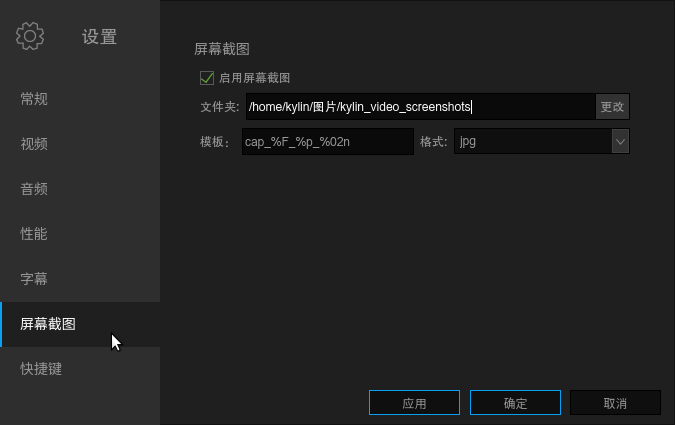 设置
常规
视频
音频
性能
字幕
屏幕截图
快捷键
屏幕截图
启用屏幕截图
文件夹: /home/kylin/图片/kylin_video_screenshots 更改
模板: cap_%F_%p_%02n 格式: jpg
应用 确定 取消